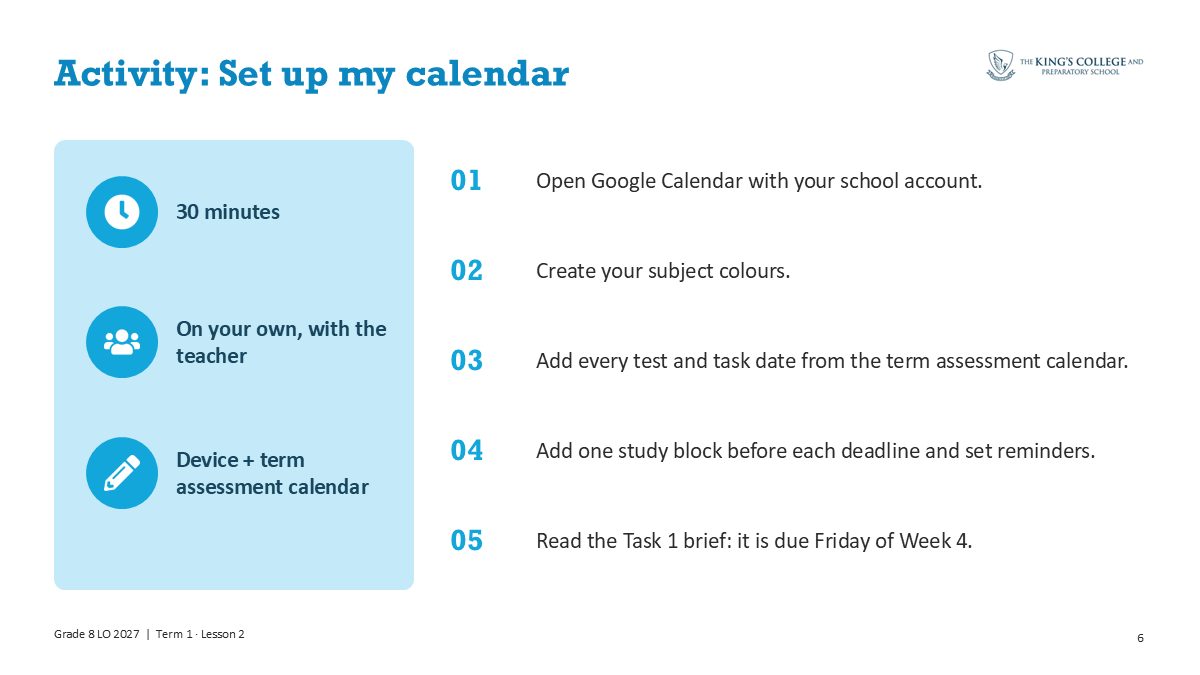 Activity: Set up my calendar
THE KING'S COLLEGE AND
PREPARATORY SCHOOL
30 minutes
On your own, with the
teacher
Device + term
assessment calendar
01
Open Google Calendar with your school account.
02
Create your subject colours.
03
Add every test and task date from the term assessment calendar.
04
Add one study block before each deadline and set reminders.
05
Read the Task 1 brief: it is due Friday of Week 4.
Grade 8 LO 2027 | Term 1 · Lesson 2
6